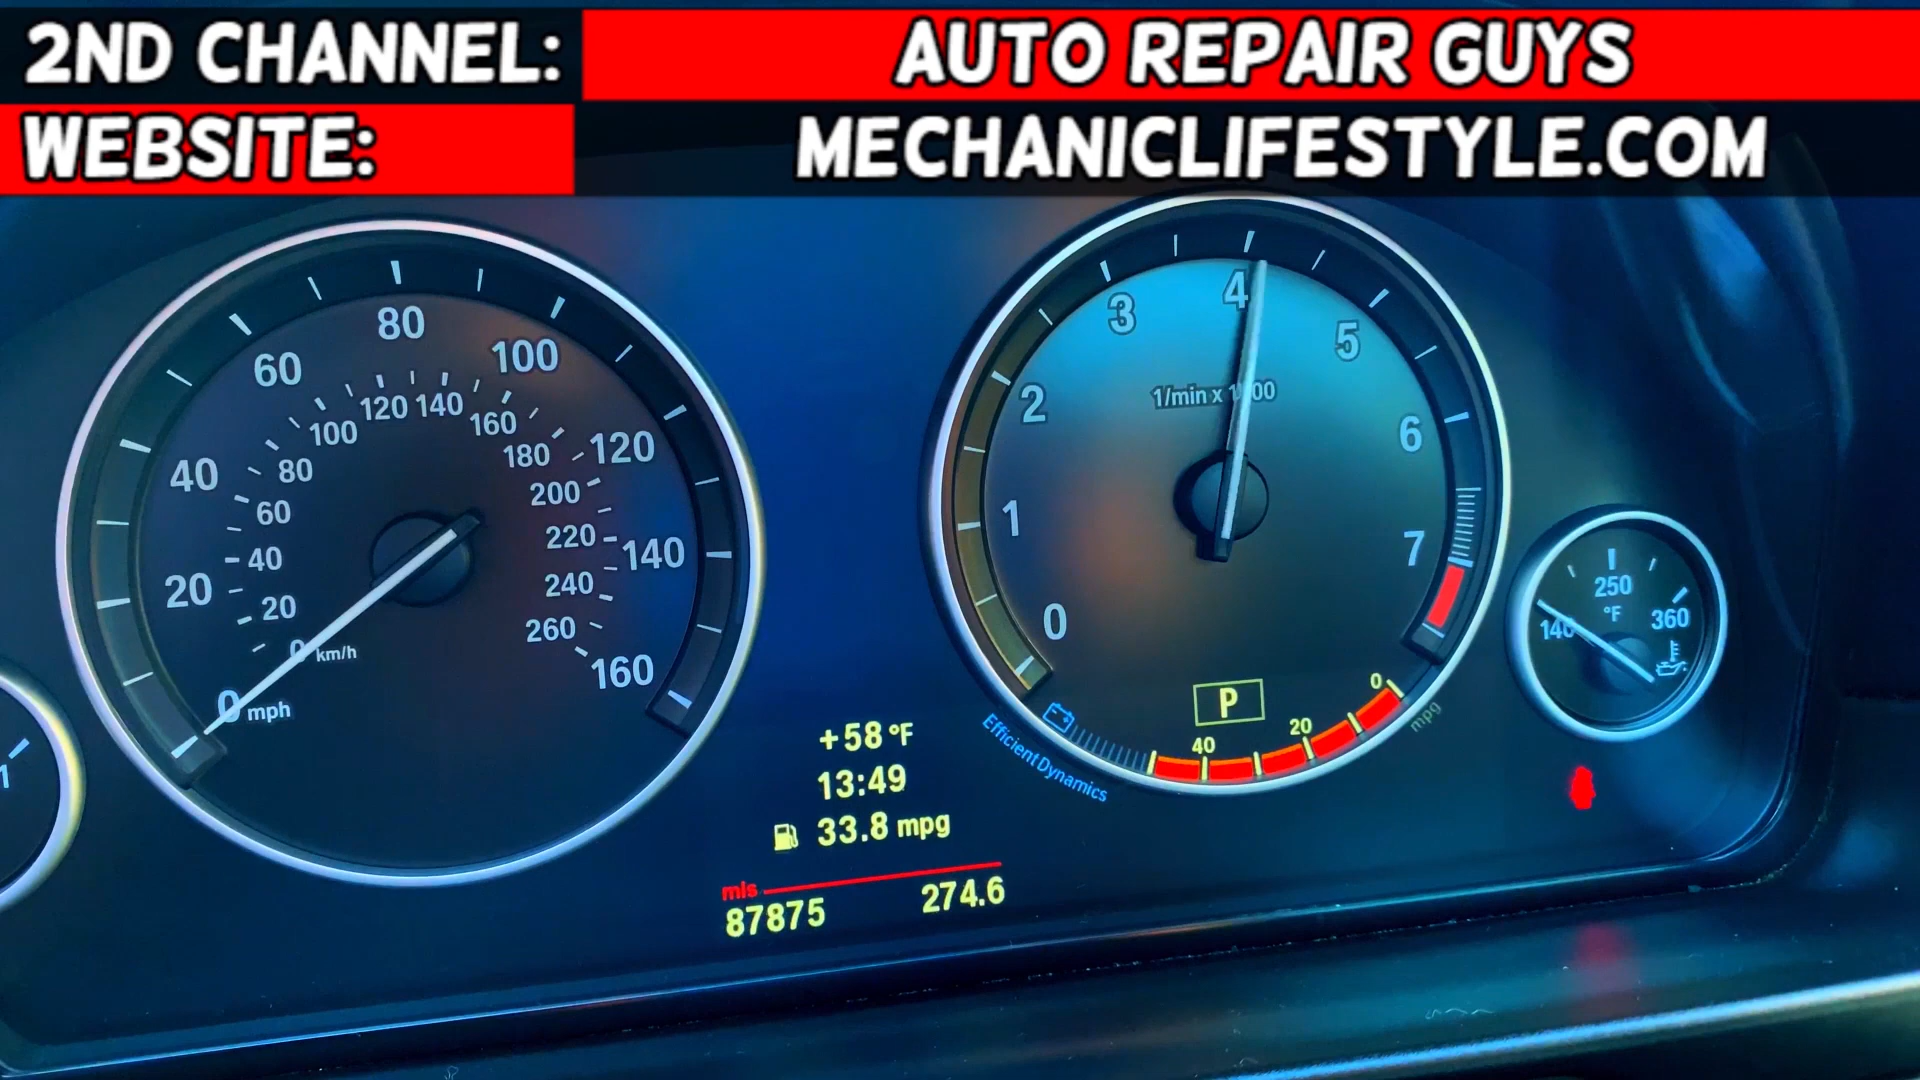 2ND CHANNEL: AUTO REPAIR GUYS
WEBSITE: MECHANICLIFESTYLE.COM
0 20 40 60 80 100 120 140 160
mph
0 20 40 60 80 100 120 140 160 180 200 220 240 260
km/h
0 1 2 3 4 5 6 7
1/min x 1000
P
40 20 0
mpg
EfficientDynamics
250
°F
140 360
+58 °F
13:49
33.8 mpg
mls
87875 274.6
1